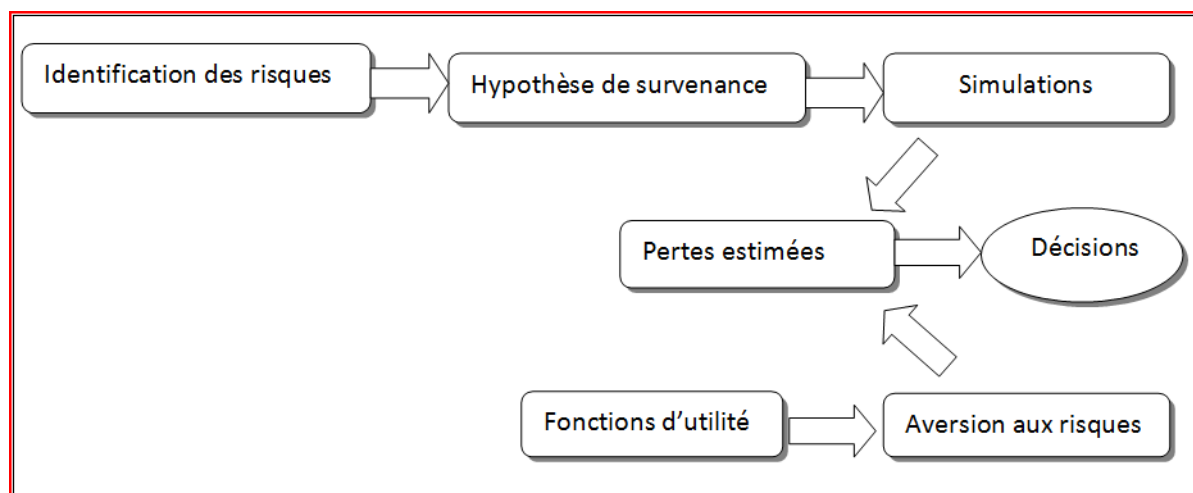 Identification des risques
Hypothèse de survenance
Simulations
Pertes estimées
Décisions
Fonctions d’utilité
Aversion aux risques